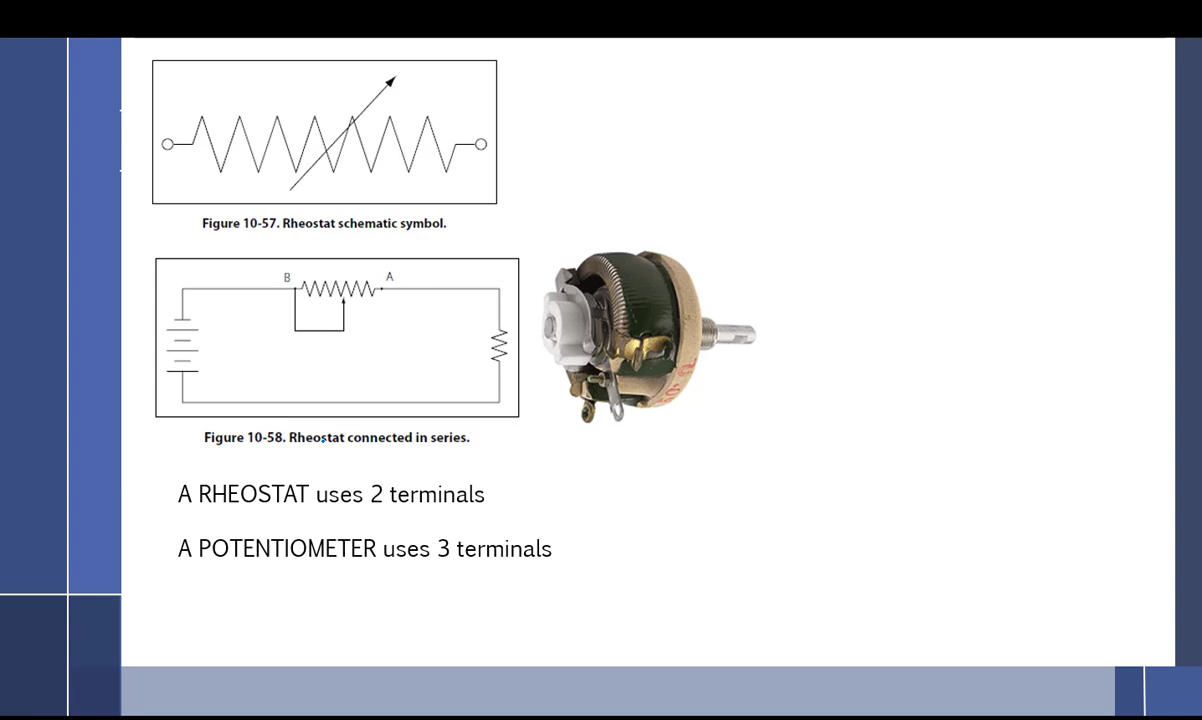 Figure 10-57. Rheostat schematic symbol.
B A
Figure 10-58. Rheostat connected in series.
A RHEOSTAT uses 2 terminals
A POTENTIOMETER uses 3 terminals